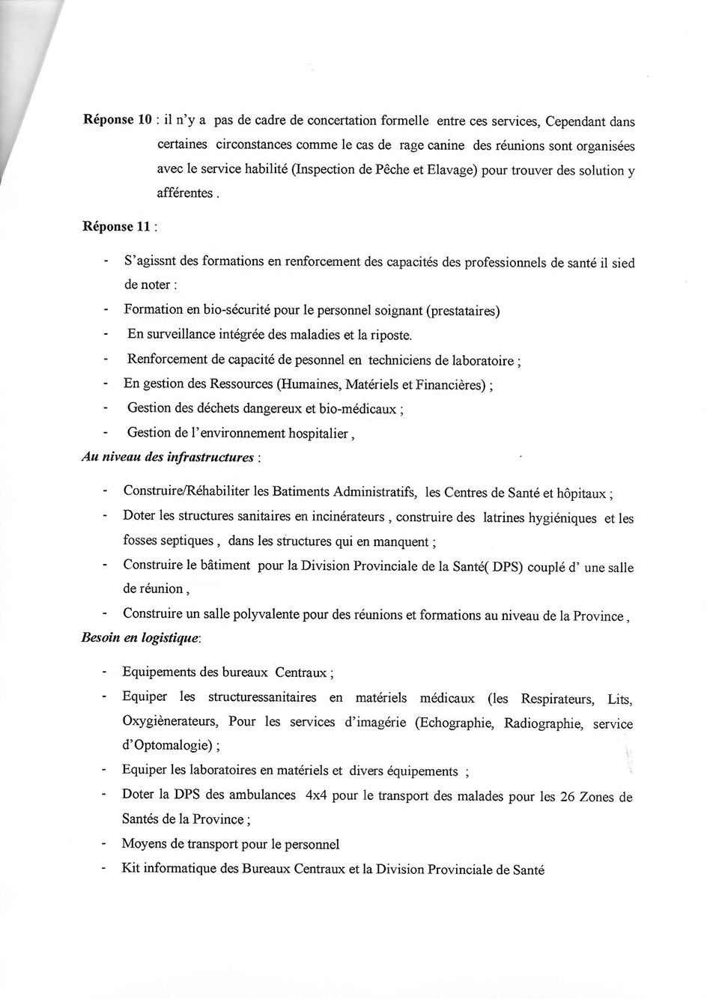 Réponse 10 : il n'y a pas de cadre de concertation formelle entre ces services, Cependant dans
certaines circonstances comme le cas de rage canine des réunions sont organisées
avec le service habilité (Inspection de Pêche et Elavage) pour trouver des solution y
afférentes .
Réponse 11 :
- S'agissnt des formations en renforcement des capacités des professionnels de santé il sied
de noter :
- Formation en bio-sécurité pour le personnel soignant (prestataires)
- En surveillance intégrée des maladies et la riposte.
- Renforcement de capacité de pesonnel en techniciens de laboratoire ;
- En gestion des Ressources (Humaines, Matériels et Financières) ;
- Gestion des déchets dangereux et bio-médicaux ;
- Gestion de l'environnement hospitalier ,
Au niveau des infrastructures :
- Construire/Réhabiliter les Batiments Administratifs, les Centres de Santé et hôpitaux ;
- Doter les structures sanitaires en incinérateurs , construire des latrines hygiéniques et les
fosses septiques , dans les structures qui en manquent ;
- Construire le bâtiment pour la Division Provinciale de la Santé( DPS) couplé d' une salle
de réunion ,
- Construire un salle polyvalente pour des réunions et formations au niveau de la Province ,
Besoin en logistique:
- Equipements des bureaux Centraux ;
- Equiper les structuressanitaires en matériels médicaux (les Respirateurs, Lits,
Oxygiènerateurs, Pour les services d'imagérie (Echographie, Radiographie, service
d'Optomalogie) ;
- Equiper les laboratoires en matériels et divers équipements ;
- Doter la DPS des ambulances 4x4 pour le transport des malades pour les 26 Zones de
Santés de la Province ;
- Moyens de transport pour le personnel
- Kit informatique des Bureaux Centraux et la Division Provinciale de Santé